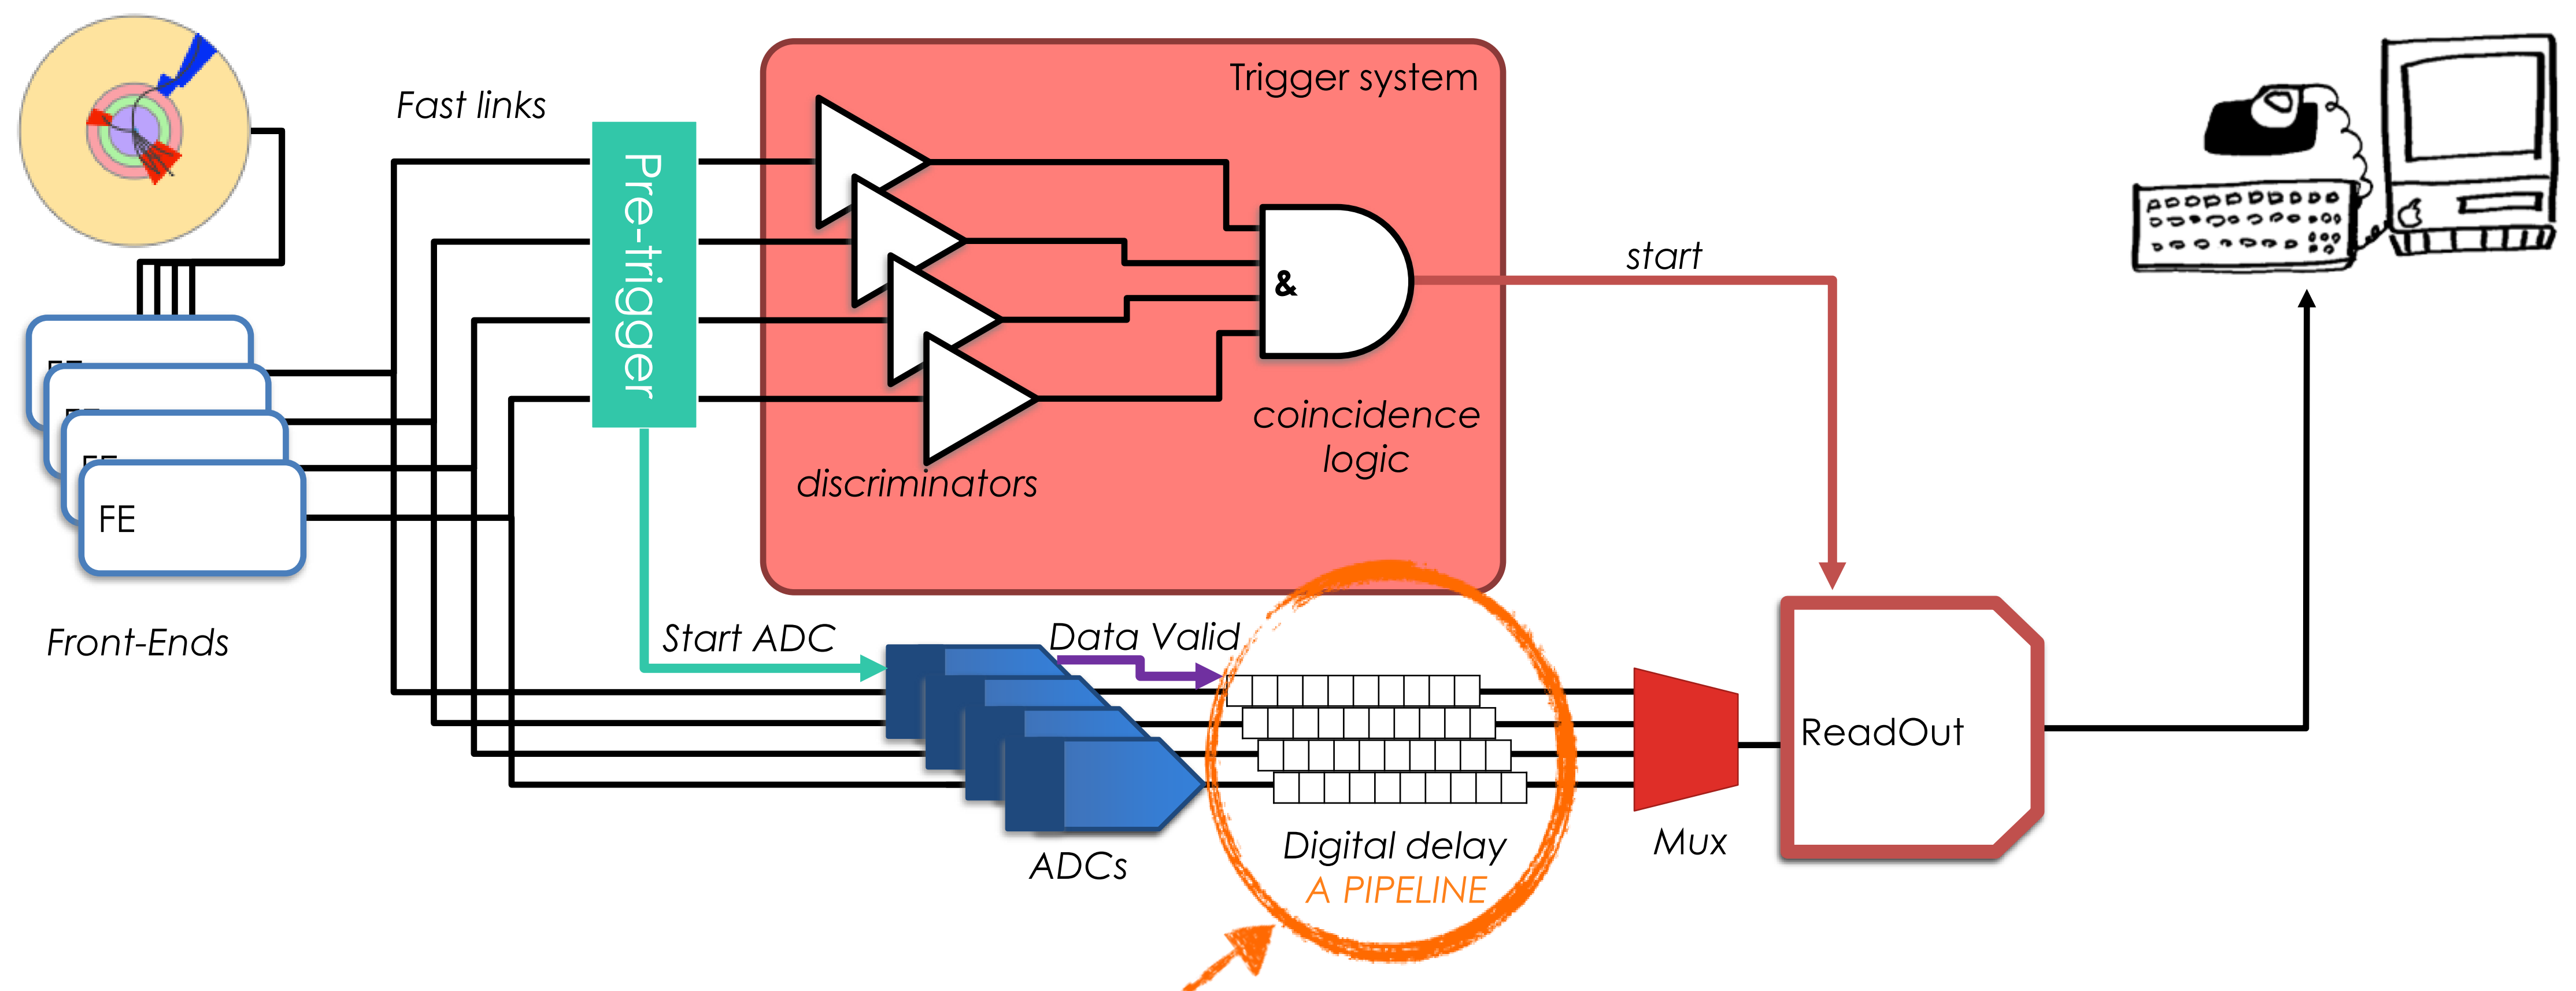 Fast links
Trigger system
Pre-trigger
&
start
coincidence
logic
discriminators
FE
Front-Ends
Start ADC
Data Valid
ReadOut
Digital delay
A PIPELINE
Mux
ADCs